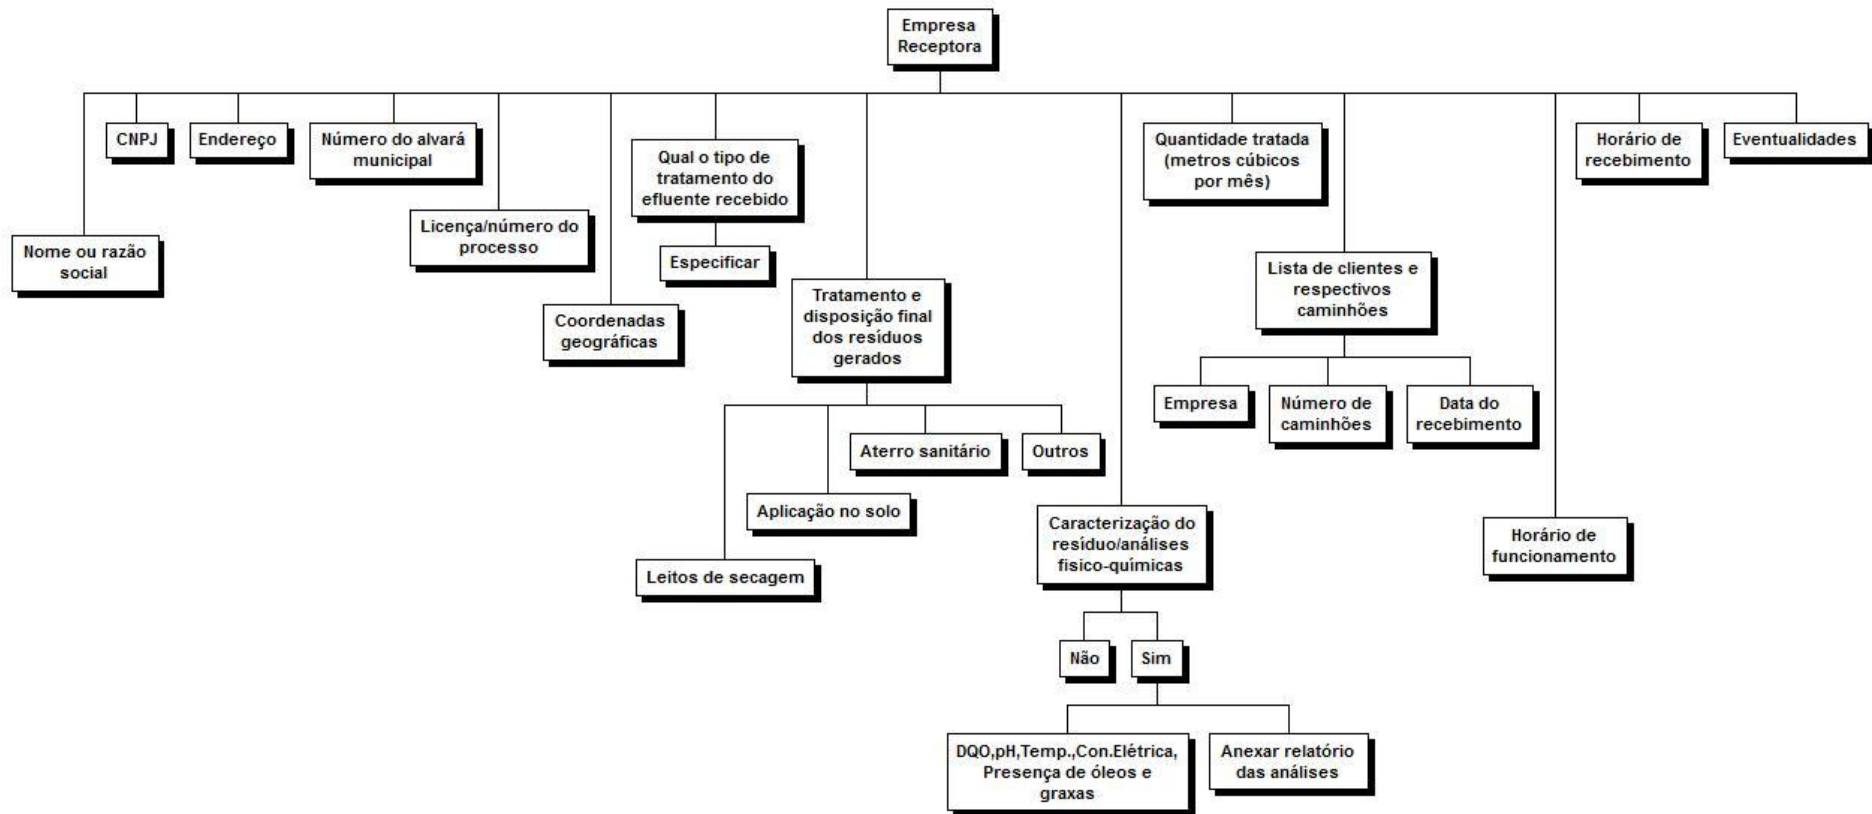 Empresa
Receptora
CNPJ
Endereço
Número do alvará
municipal
Qual o tipo de
tratamento do
efluente recebido
Quantidade tratada
(metros cúbicos
por mês)
Horário de
recebimento
Eventualidades
Nome ou razão
social
Licença/número do
processo
Especificar
Coordenadas
geográficas
Tratamento e
disposição final
dos resíduos
gerados
Lista de clientes e
respectivos
caminhões
Empresa
Número de
caminhões
Data do
recebimento
Aterro sanitário
Outros
Aplicação no solo
Leitos de secagem
Caracterização do
resíduo/análises
fisico-químicas
Horário de
funcionamento
Não
Sim
DQO,pH,Temp.,Con.Elétrica,
Presença de óleos e
graxas
Anexar relatório
das análises